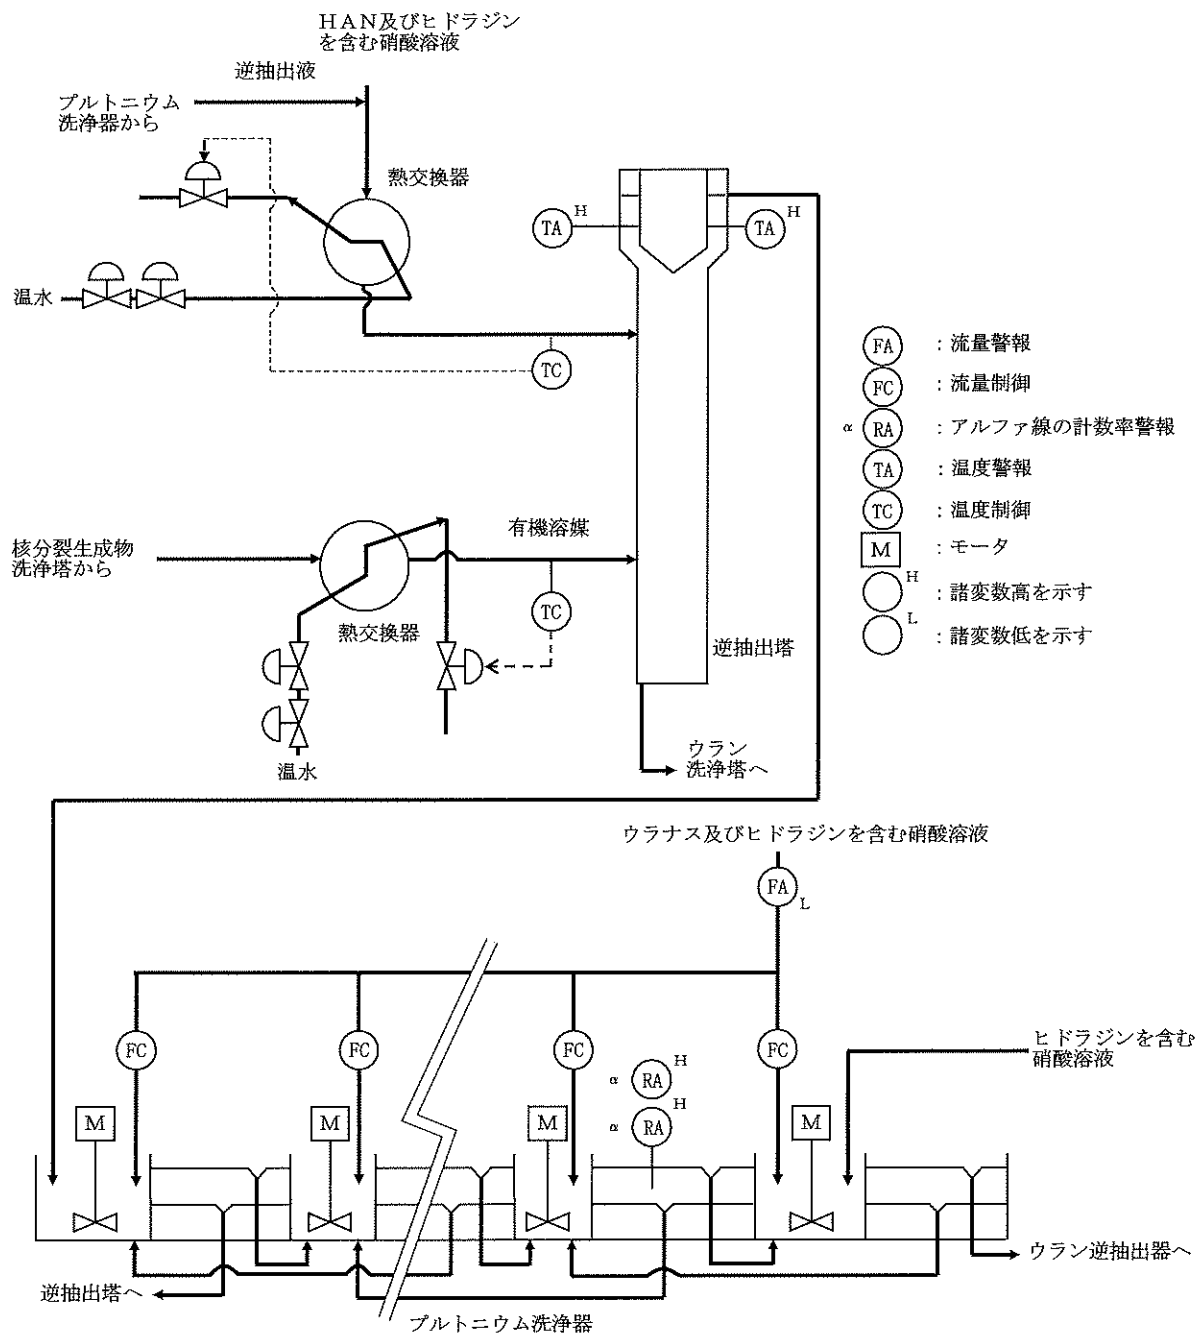 HAN及びヒドラジン
を含む硝酸溶液
逆抽出液
プルトニウム
洗浄器から
熱交換器
TA
H
TA
H
温水
TC
FA
:流量警報
FC
:流量制御
α
RA
:アルファ線の計数率警報
TA
:温度警報
TC
:温度制御
M
:モータ
H
:諸変数高を示す
L
:諸変数低を示す
核分裂生成物
洗浄塔から
有機溶媒
TC
熱交換器
逆抽出塔
温水
ウラン
洗浄塔へ
ウラナス及びヒドラジンを含む硝酸溶液
FA
L
FC
FC
FC
FC
ヒドラジンを含む
硝酸溶液
α
RA
H
α
RA
H
M
M
M
M
逆抽出塔へ
プルトニウム洗浄器
ウラン逆抽出器へ